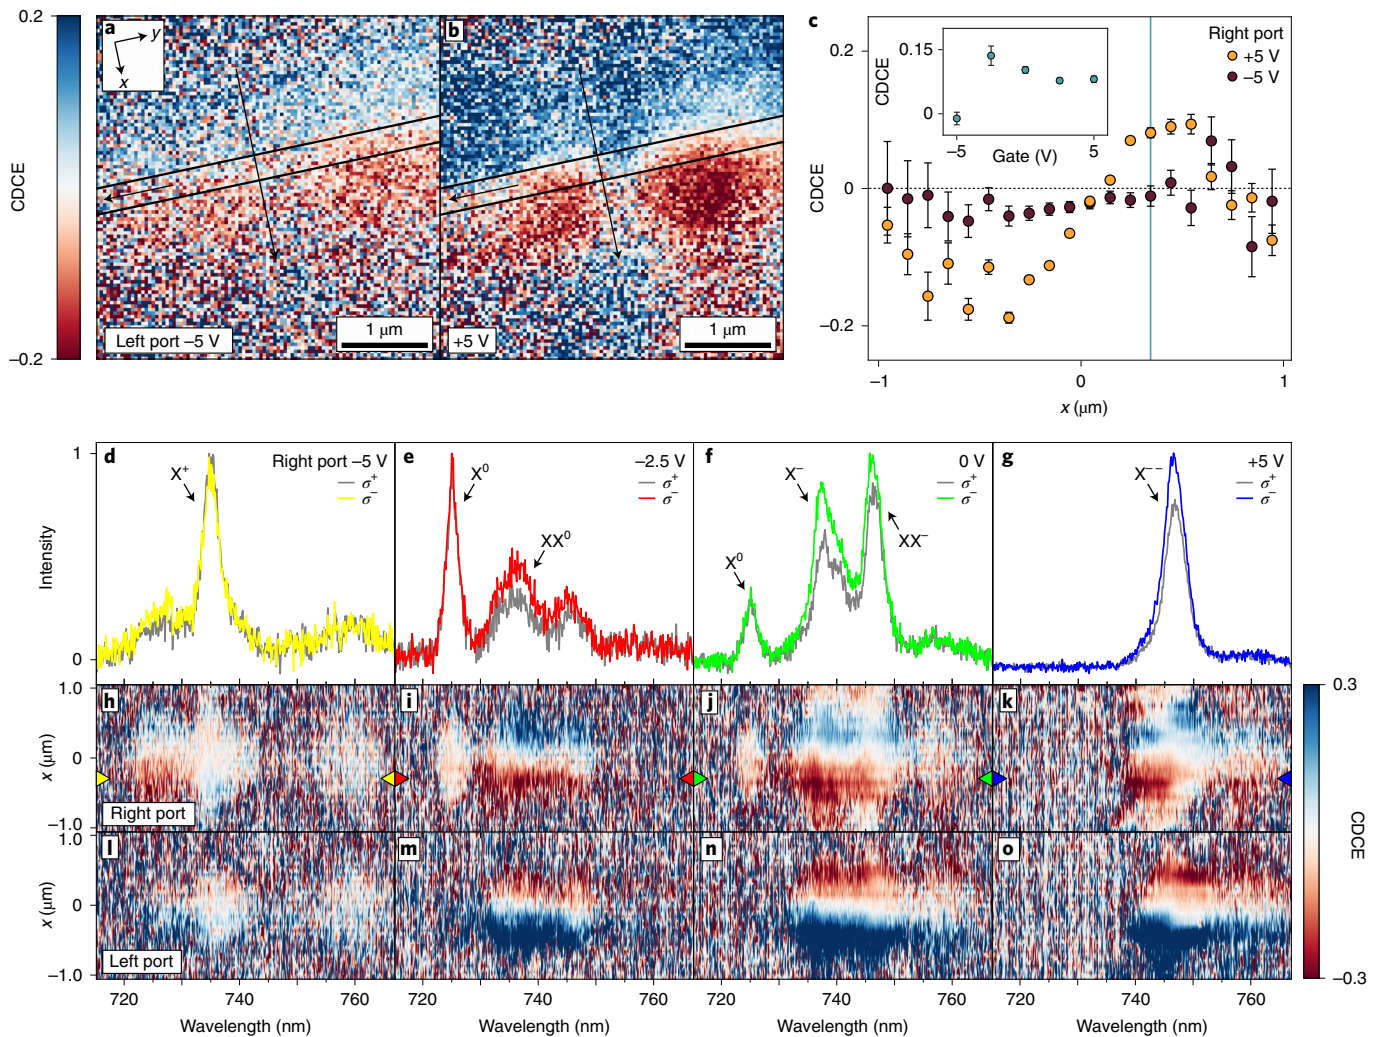 0.2
CDCE
−0.2
a
y
x
Left port −5 V
1 μm
b
+5 V
1 μm
c
Right port
+5 V
−5 V
CDCE
0.2
0
−0.2
−1
0
1
x (μm)
CDCE
0.15
0
−5
5
Gate (V)
Intensity
1
0
d
Right port −5 V
σ+
σ−
X+
e
−2.5 V
σ+
σ−
X0
XX0
f
0 V
σ+
σ−
X0
X−
XX−
g
+5 V
σ+
σ−
X− −
x (μm)
1.0
0
−1.0
h
Right port
i
j
k
0.3
CDCE
−0.3
x (μm)
1.0
0
−1.0
l
Left port
m
n
o
720 740 760
720 740 760
720 740 760
720 740 760
Wavelength (nm)
Wavelength (nm)
Wavelength (nm)
Wavelength (nm)